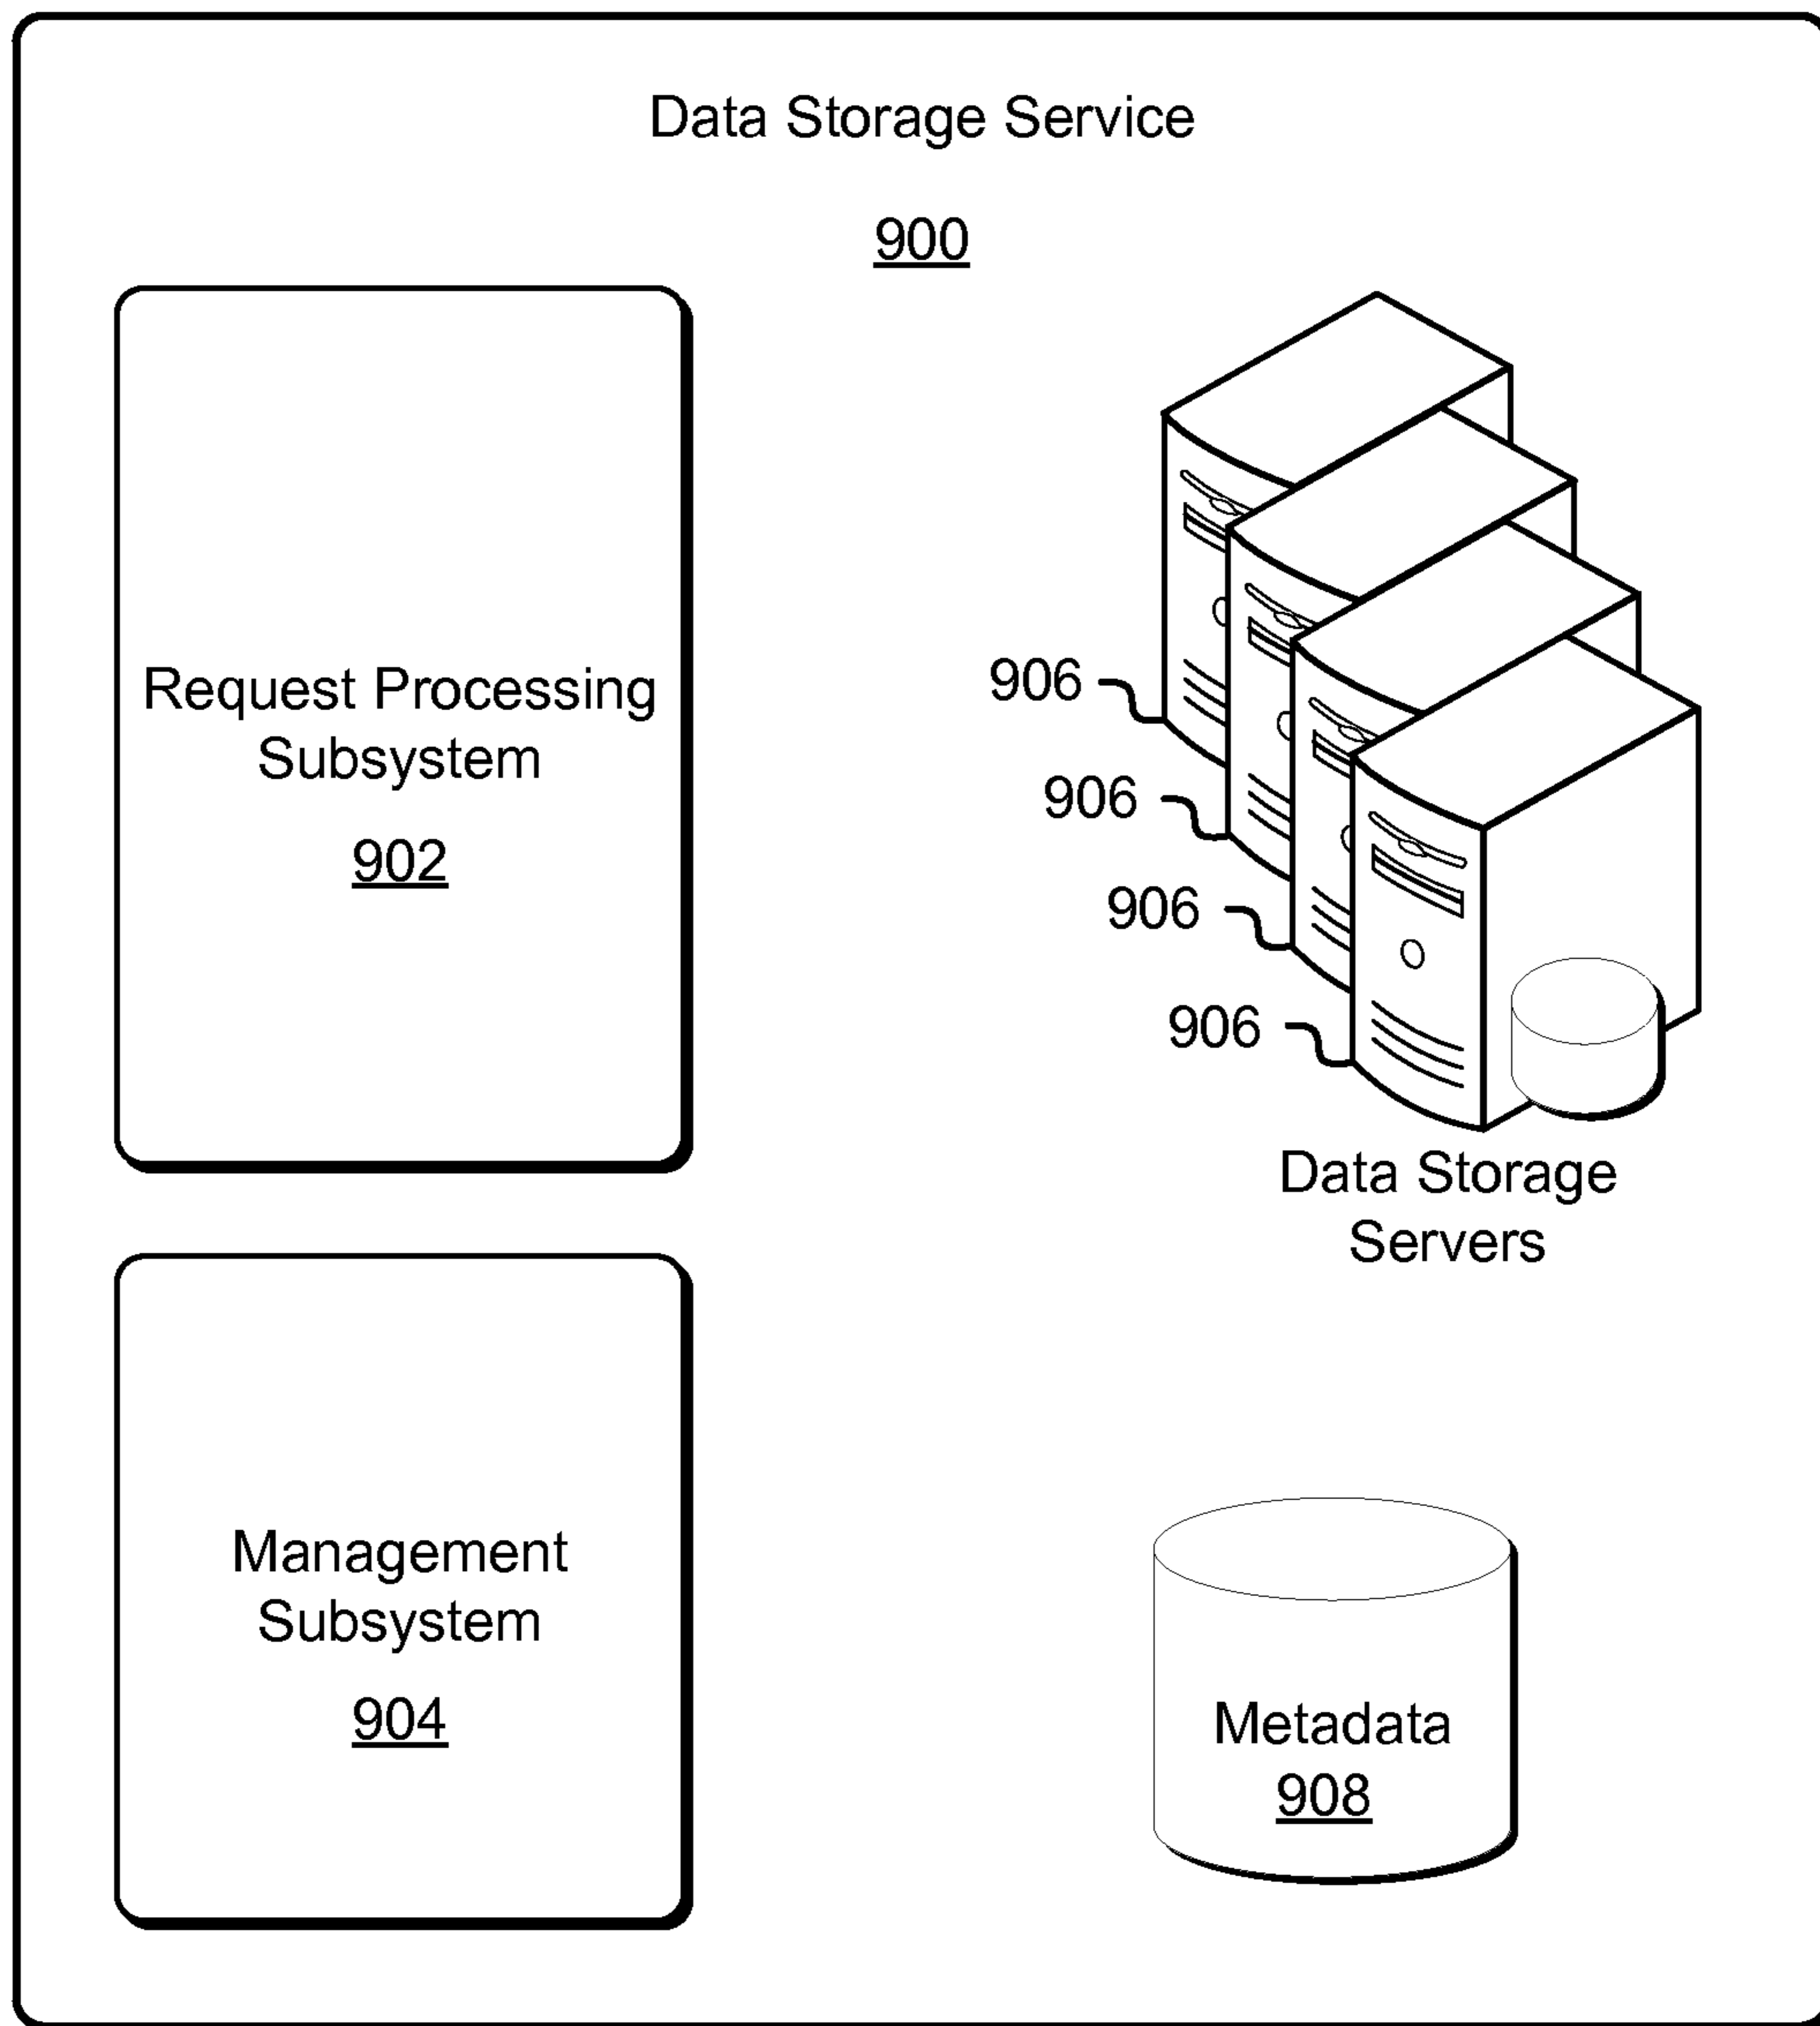 Data Storage Service
900
Request Processing
Subsystem
902
906
906
906
906
Data Storage
Servers
Management
Subsystem
904
Metadata
908